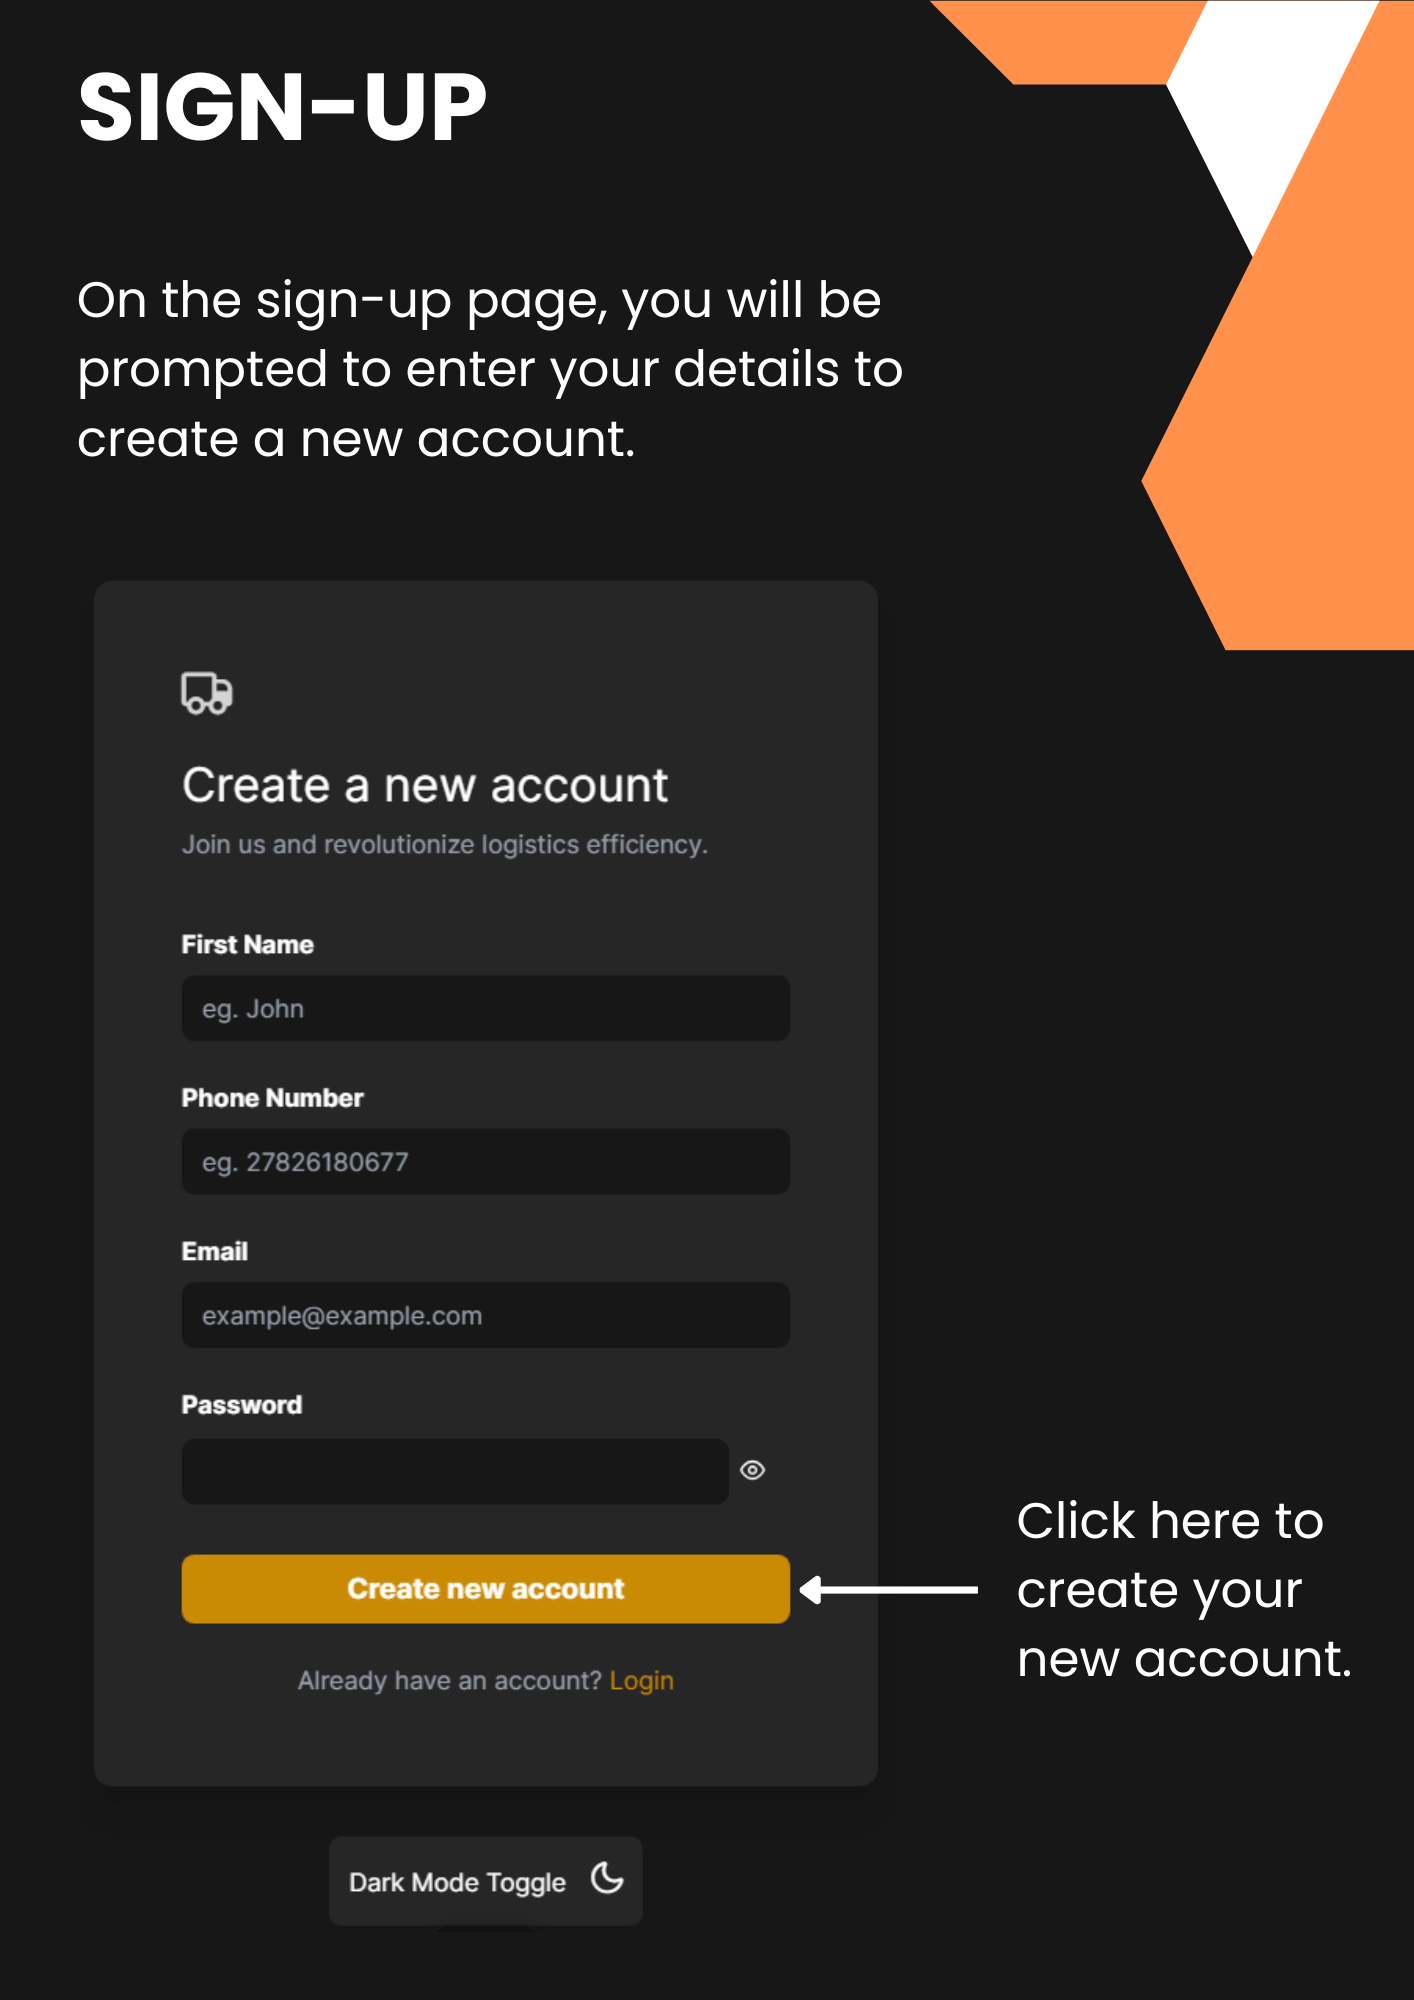 SIGN-UP
On the sign-up page, you will be
prompted to enter your details to
create a new account.
Create a new account
Join us and revolutionize logistics efficiency.
First Name
eg. John
Phone Number
eg. 27826180677
Email
example@example.com
Password
Create new account
Click here to
create your
new account.
Already have an account? Login
Dark Mode Toggle